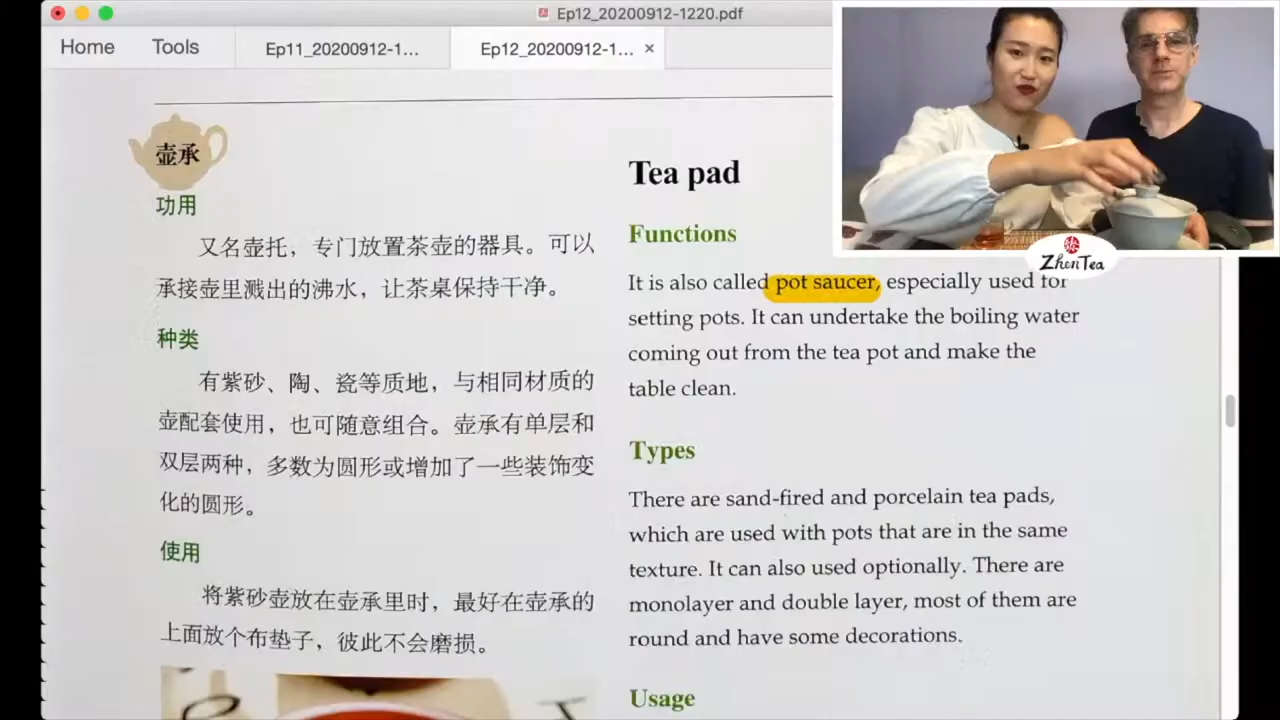 Ep12_20200912-1220.pdf
Home
Tools
Ep11_20200912-1...
Ep12_20200912-1... ×
壶承
功用
又名壶托，专门放置茶壶的器具。可以
承接壶里溅出的沸水，让茶桌保持干净。
种类
有紫砂、陶、瓷等质地，与相同材质的
壶配套使用，也可随意组合。壶承有单层和
双层两种，多数为圆形或增加了一些装饰变
化的圆形。
使用
将紫砂壶放在壶承里时，最好在壶承的
上面放个布垫子，彼此不会磨损。
Tea pad
Functions
It is also called pot saucer, especially used for
setting pots. It can undertake the boiling water
coming out from the tea pot and make the
table clean.
Types
There are sand-fired and porcelain tea pads,
which are used with pots that are in the same
texture. It can also used optionally. There are
monolayer and double layer, most of them are
round and have some decorations.
Usage
ZhenTea